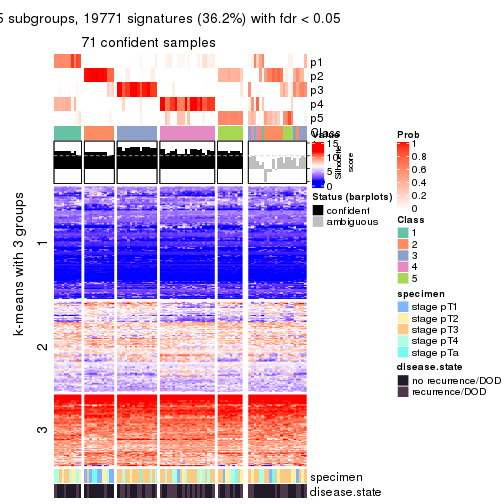 5 subgroups, 19771 signatures (36.2%) with fdr < 0.05
71 confident samples
p1
p2
p3
p4
p5
Class
k-means with 3 groups
1
2
3
specimen
disease.state
Value
15
10
5
0
Silhouette
score
Status (barplots)
confident
ambiguous
Prob
1
0.8
0.6
0.4
0.2
0
Class
1
2
3
4
5
specimen
stage pT1
stage pT2
stage pT3
stage pT4
stage pTa
disease.state
no recurrence/DOD
recurrence/DOD